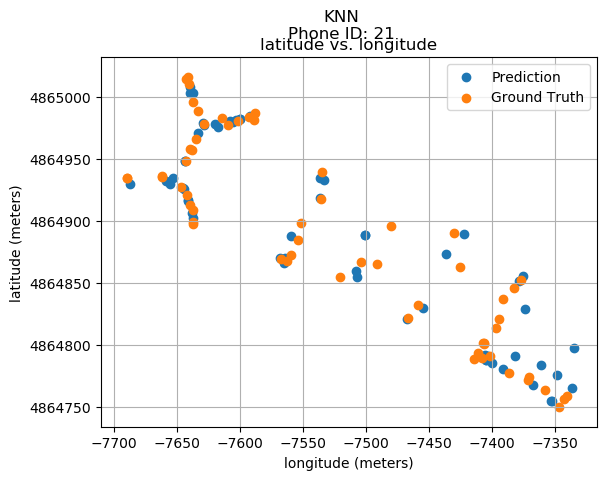 KNN
Phone ID: 21
latitude vs. longitude
Prediction
Ground Truth
4865000
4864950
4864900
4864850
4864800
4864750
latitude (meters)
−7700 −7650 −7600 −7550 −7500 −7450 −7400 −7350
longitude (meters)